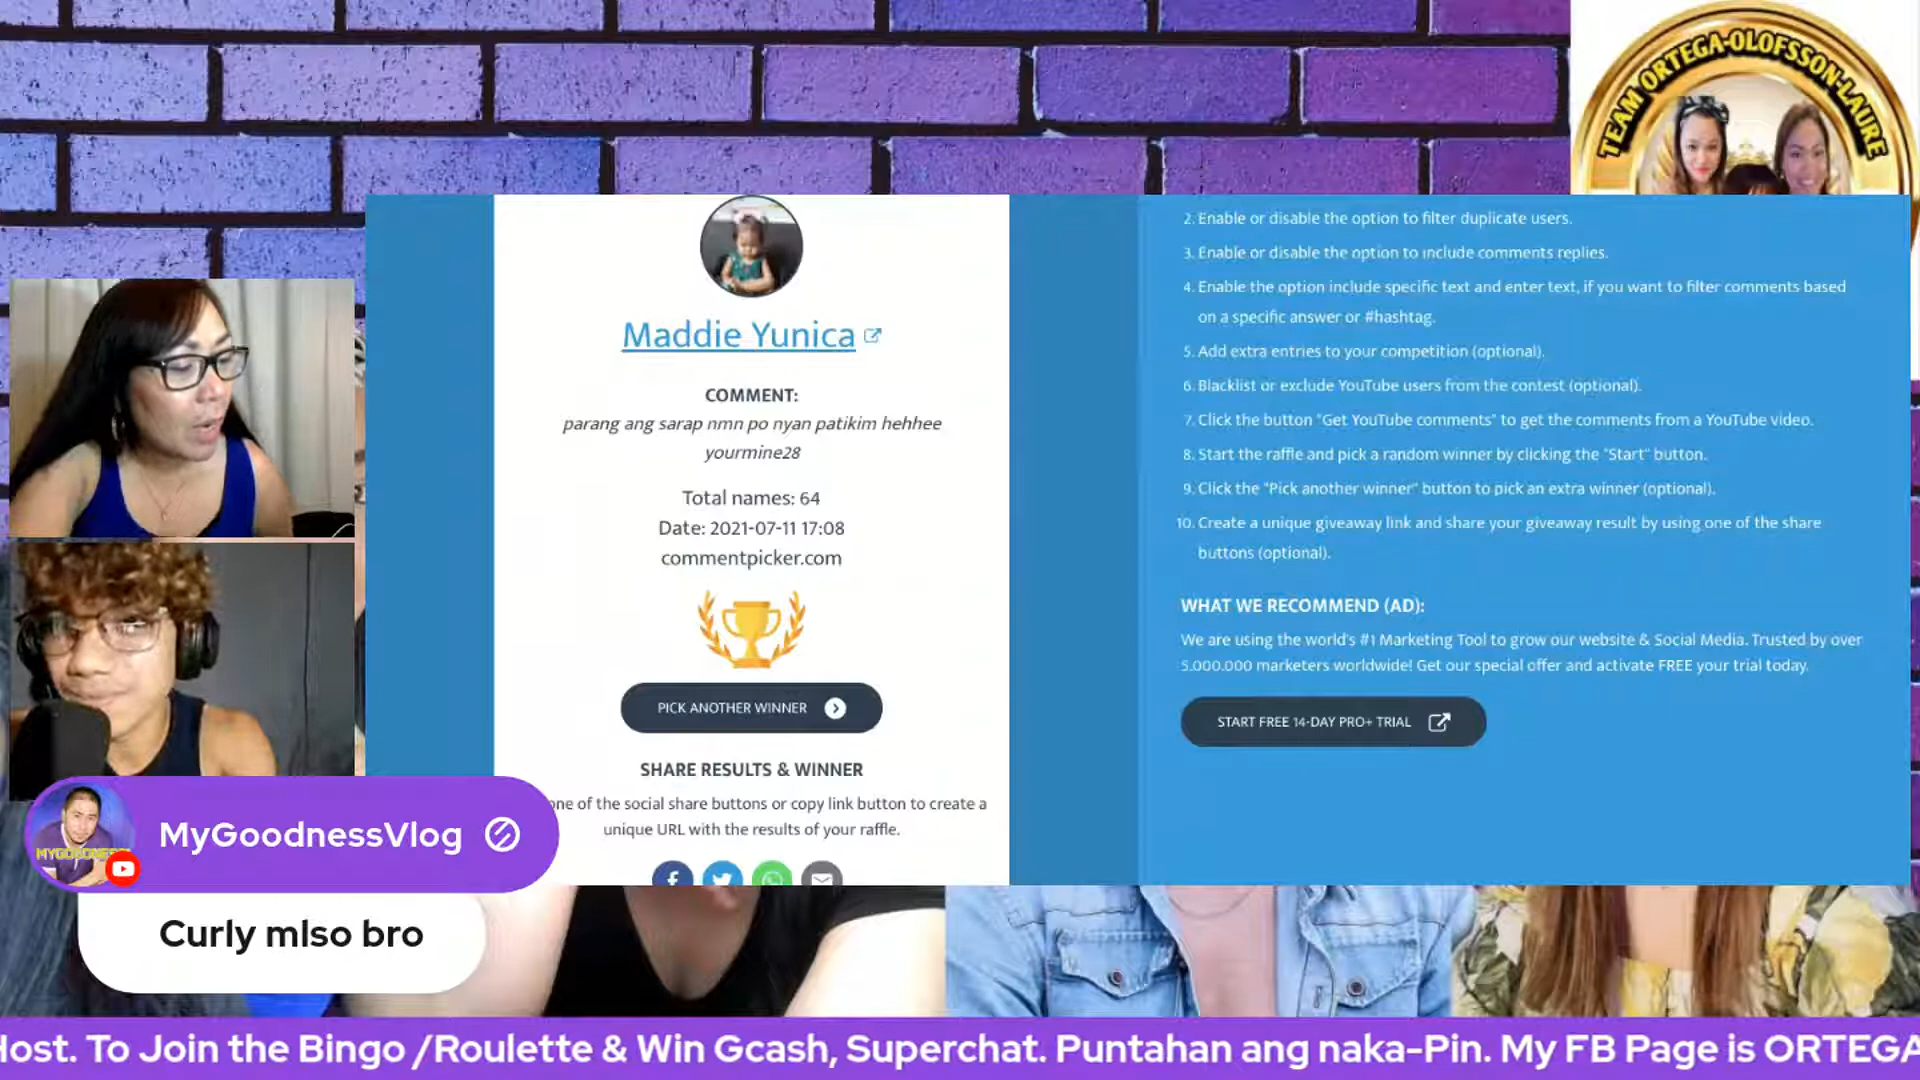 TEAM ORTEGA-OLOFSSON-LAURE
Maddie Yunica
COMMENT:
parang ang sarap nmn po nyan patikim hehhee
yourmine28
Total names: 64
Date: 2021-07-11 17:08
commentpicker.com
PICK ANOTHER WINNER
SHARE RESULTS & WINNER
one of the social share buttons or copy link button to create a
unique URL with the results of your raffle.
2. Enable or disable the option to filter duplicate users.
3. Enable or disable the option to include comments replies.
4. Enable the option include specific text and enter text, if you want to filter comments based
on a specific answer or #hashtag.
5. Add extra entries to your competition (optional).
6. Blacklist or exclude YouTube users from the contest (optional).
7. Click the button "Get YouTube comments" to get the comments from a YouTube video.
8. Start the raffle and pick a random winner by clicking the "Start" button.
9. Click the "Pick another winner" button to pick an extra winner (optional).
10. Create a unique giveaway link and share your giveaway result by using one of the share
buttons (optional).
WHAT WE RECOMMEND (AD):
We are using the world's #1 Marketing Tool to grow our website & Social Media. Trusted by over
5.000.000 marketers worldwide! Get our special offer and activate FREE your trial today.
START FREE 14-DAY PRO+ TRIAL
MyGoodnessVlog
Curly mlso bro
Host. To Join the Bingo /Roulette & Win Gcash, Superchat. Puntahan ang naka-Pin. My FB Page is ORTEGA